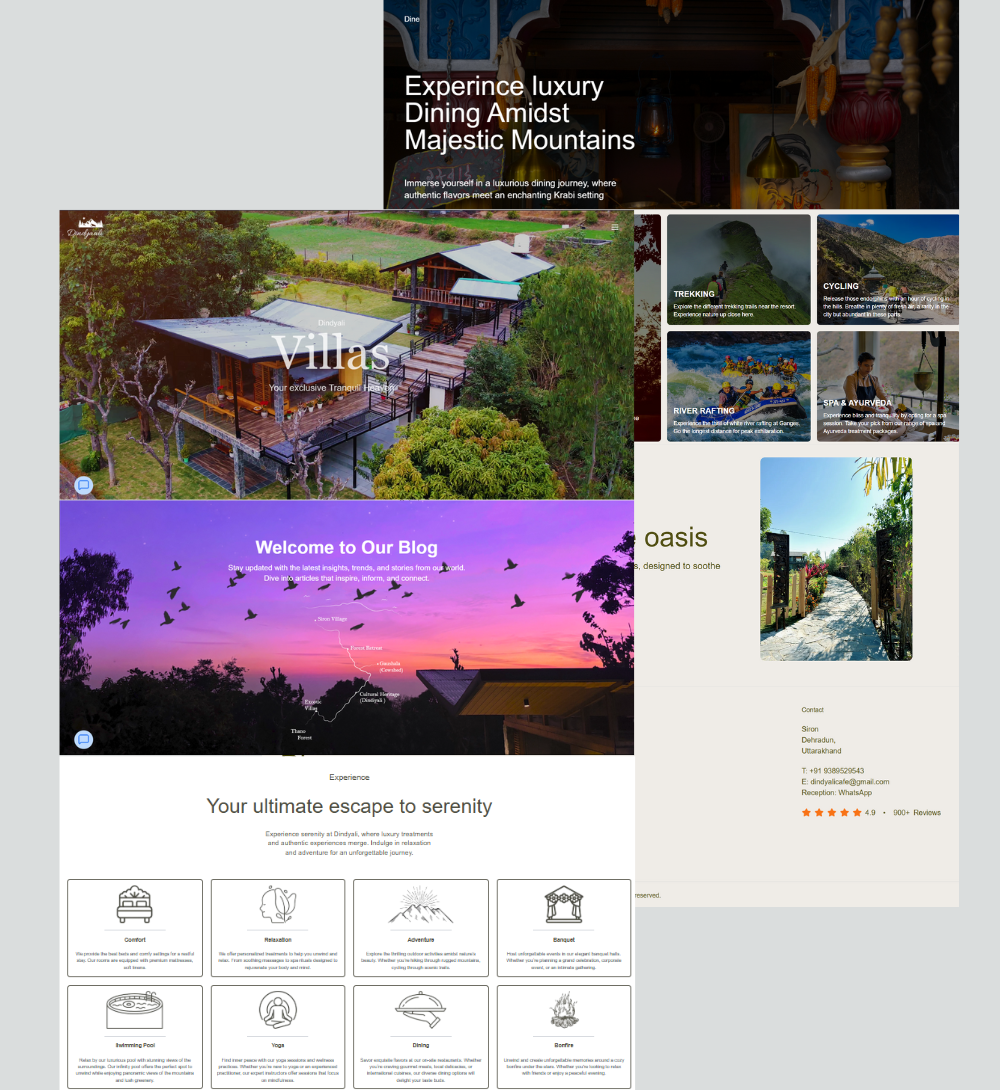 Dine
Experince luxury
Dining Amidst
Majestic Mountains
Immerse yourself in a luxurious dining journey, where
authentic flavors meet an enchanting Krabi setting
Dindyali
Dindyali
Villas
Your exclusive Tranquil Heaven
TREKKING
Explore the different trekking trails near the resort.
Experience nature up close here.
CYCLING
Release those endorphins with an hour of cycling in
the hills. Breathe in plenty of fresh air, a rarity in the
city but abundent in these parts.
RIVER RAFTING
Experience the thrill of white river rafting at Ganges.
Go the longest distance for peak exhilaration.
SPA & AYURVEDA
Experience bliss and tranquility by opting for a spa
session. Take your pick from our range of spa and
Ayurveda treatment packages.
oasis
s, designed to soothe
Welcome to Our Blog
Stay updated with the latest insights, trends, and stories from our world.
Dive into articles that inspire, inform, and connect.
Siron Village
Forest Retreat
Gaushala
(Cowshed)
Cultural Heritage
(Dindyali)
Exotic
Villas
Thano
Forest
Contact
Siron
Dehradun,
Uttarakhand
T: +91 9389529543
E: dindyalicafe@gmail.com
Reception: WhatsApp
4.9 • 900+ Reviews
reserved.
Experience
Your ultimate escape to serenity
Experience serenity at Dindyali, where luxury treatments
and authentic experiences merge. Indulge in relaxation
and adventure for an unforgettable journey.
Comfort
We provide the best beds and comfy settings for a restful
stay. Our rooms are equipped with premium mattresses,
soft linens.
Relaxation
We offer personalized treatments to help you unwind and
relax. From soothing massages to spa rituals designed to
rejuvenate your body and mind.
Adventure
Explore the thrilling outdoor activities amidst nature's
beauty. Whether you're hiking through rugged mountains,
cycling through scenic trails.
Banquet
Host unforgettable events in our elegant banquet halls.
Whether you're planning a grand celebration, corporate
event, or an intimate gathering.
Swimming Pool
Relax by our luxurious pool with stunning views of the
surroundings. Our infinity pool offers the perfect spot to
unwind while enjoying panoramic views of the mountains
and lush greenery.
Yoga
Find inner peace with our yoga sessions and wellness
practices. Whether you're next to yoga or an experienced
practitioner, our expert instructors offer sessions that focus
on mindfulness.
Dining
Savor exquisite flavors at our on-site restaurants. Whether
you're craving gourmet meals, local delicacies, or
international cuisines, our diverse dining options will
delight your taste buds.
Bonfire
Unwind and create unforgettable memories around a cozy
bonfire under the stars. Whether you're looking to relax
with friends or enjoy a peaceful evening.